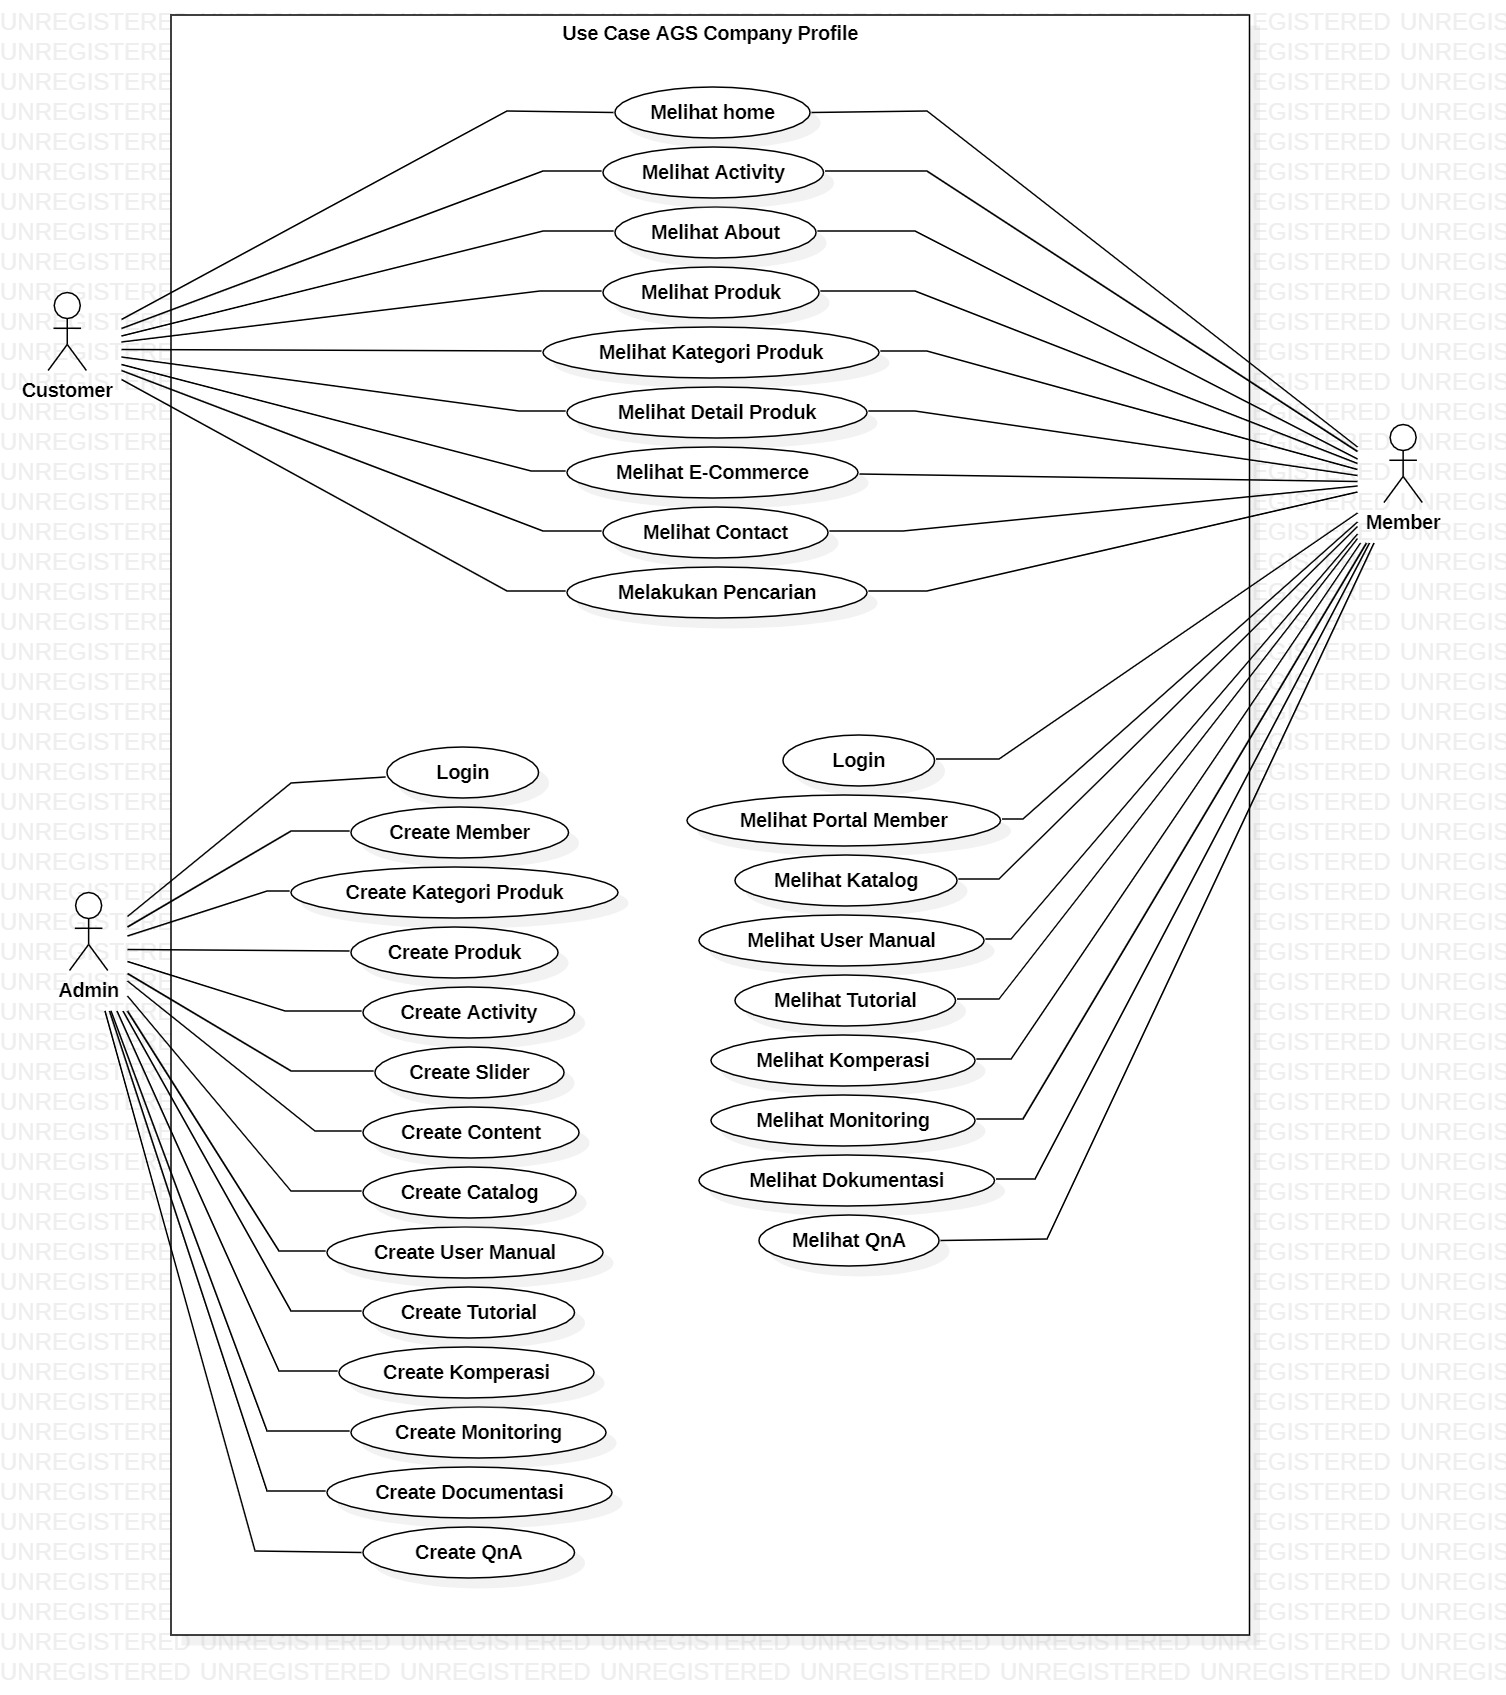 Use Case AGS Company Profile
Melihat home
Melihat Activity
Melihat About
Melihat Produk
Melihat Kategori Produk
Melihat Detail Produk
Melihat E-Commerce
Melihat Contact
Melakukan Pencarian
Customer
Member
Login
Create Member
Create Kategori Produk
Create Produk
Create Activity
Create Slider
Create Content
Create Catalog
Create User Manual
Create Tutorial
Create Komperasi
Create Monitoring
Create Documentasi
Create QnA
Admin
Login
Melihat Portal Member
Melihat Katalog
Melihat User Manual
Melihat Tutorial
Melihat Komperasi
Melihat Monitoring
Melihat Dokumentasi
Melihat QnA
UNREGISTERED UNREGISTERED UNREGISTERED UNREGISTERED UNREGISTERED UNREGISTERED UNREGISTERED UNREGIS